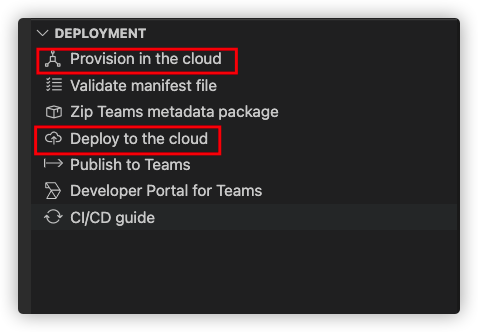 DEPLOYMENT
Provision in the cloud
Validate manifest file
Zip Teams metadata package
Deploy to the cloud
Publish to Teams
Developer Portal for Teams
CI/CD guide